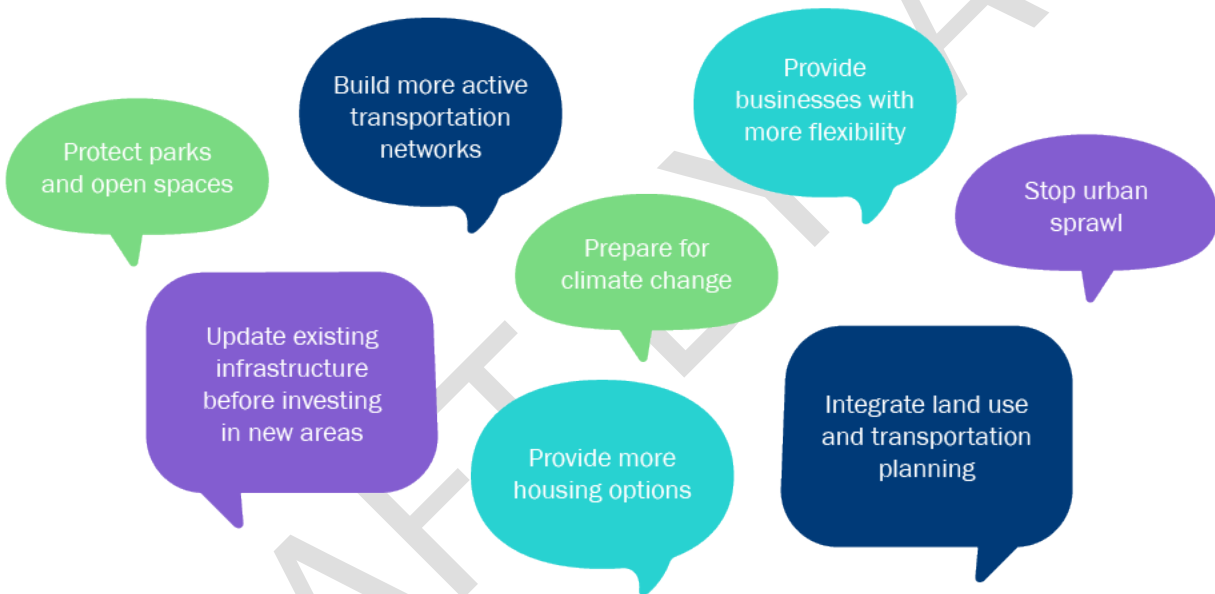 Build more active
transportation
networks
Provide
businesses with
more flexibility
Protect parks
and open spaces
Stop urban
sprawl
Prepare for
climate change
Update existing
infrastructure
before investing
in new areas
Integrate land use
and transportation
planning
Provide more
housing options